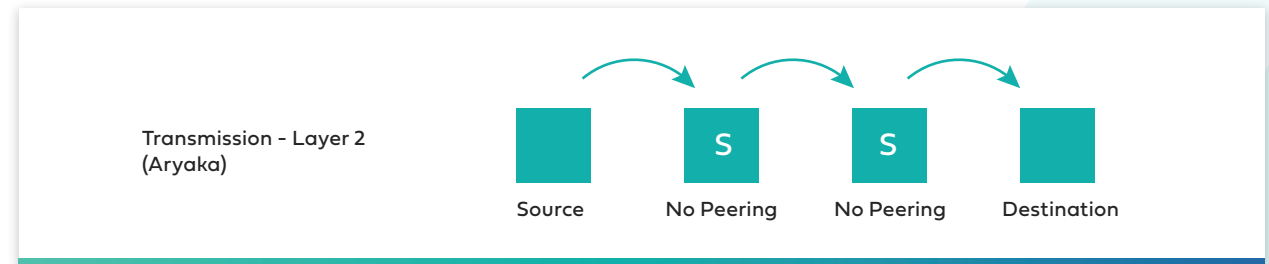 Transmission - Layer 2
(Aryaka)
S
S
Source
No Peering
No Peering
Destination